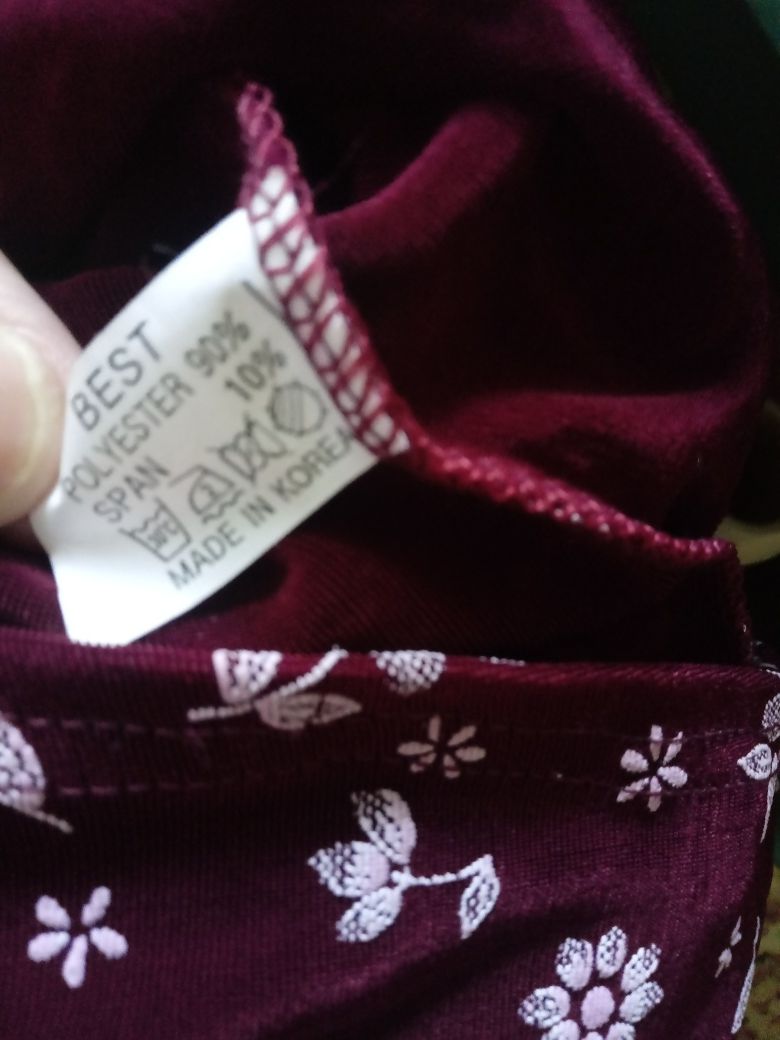 BEST
POLYESTER 90%
SPAN 10%
MADE IN KOREA